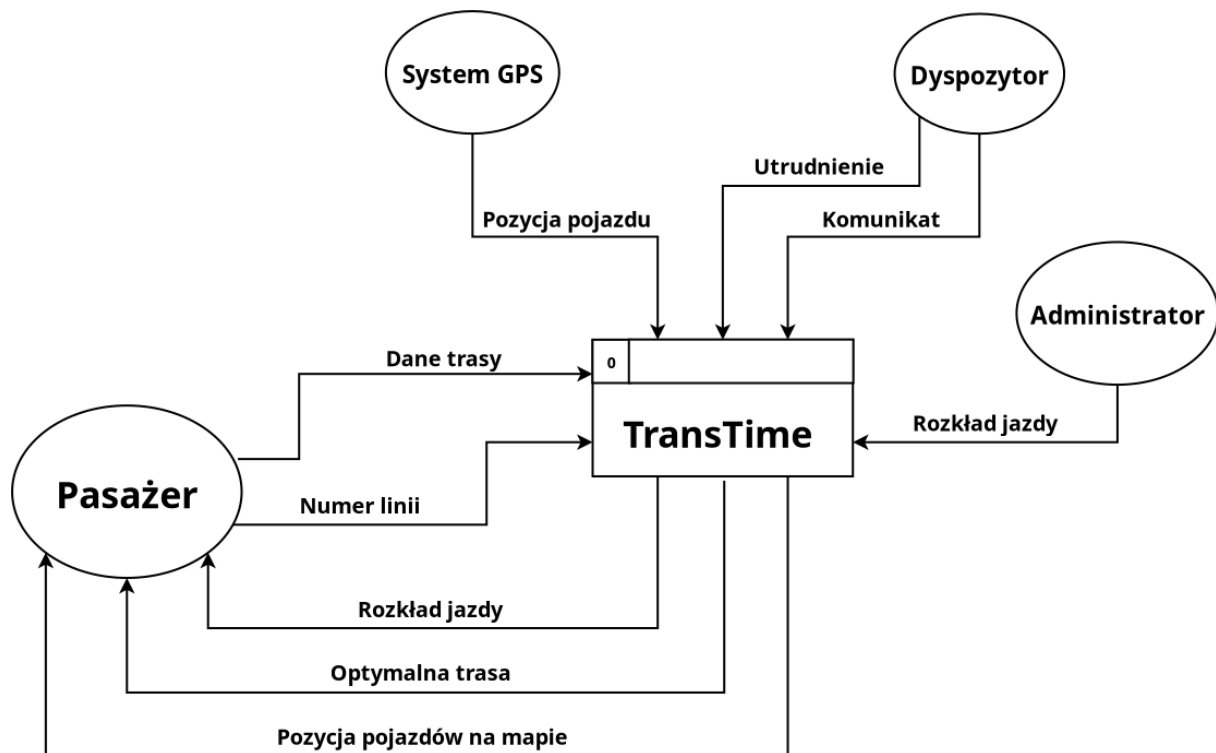 System GPS
Dyspozytor
Utrudnienie
Pozycja pojazdu
Komunikat
Administrator
Dane trasy
0
TransTime
Rozkład jazdy
Pasażer
Numer linii
Rozkład jazdy
Optymalna trasa
Pozycja pojazdów na mapie